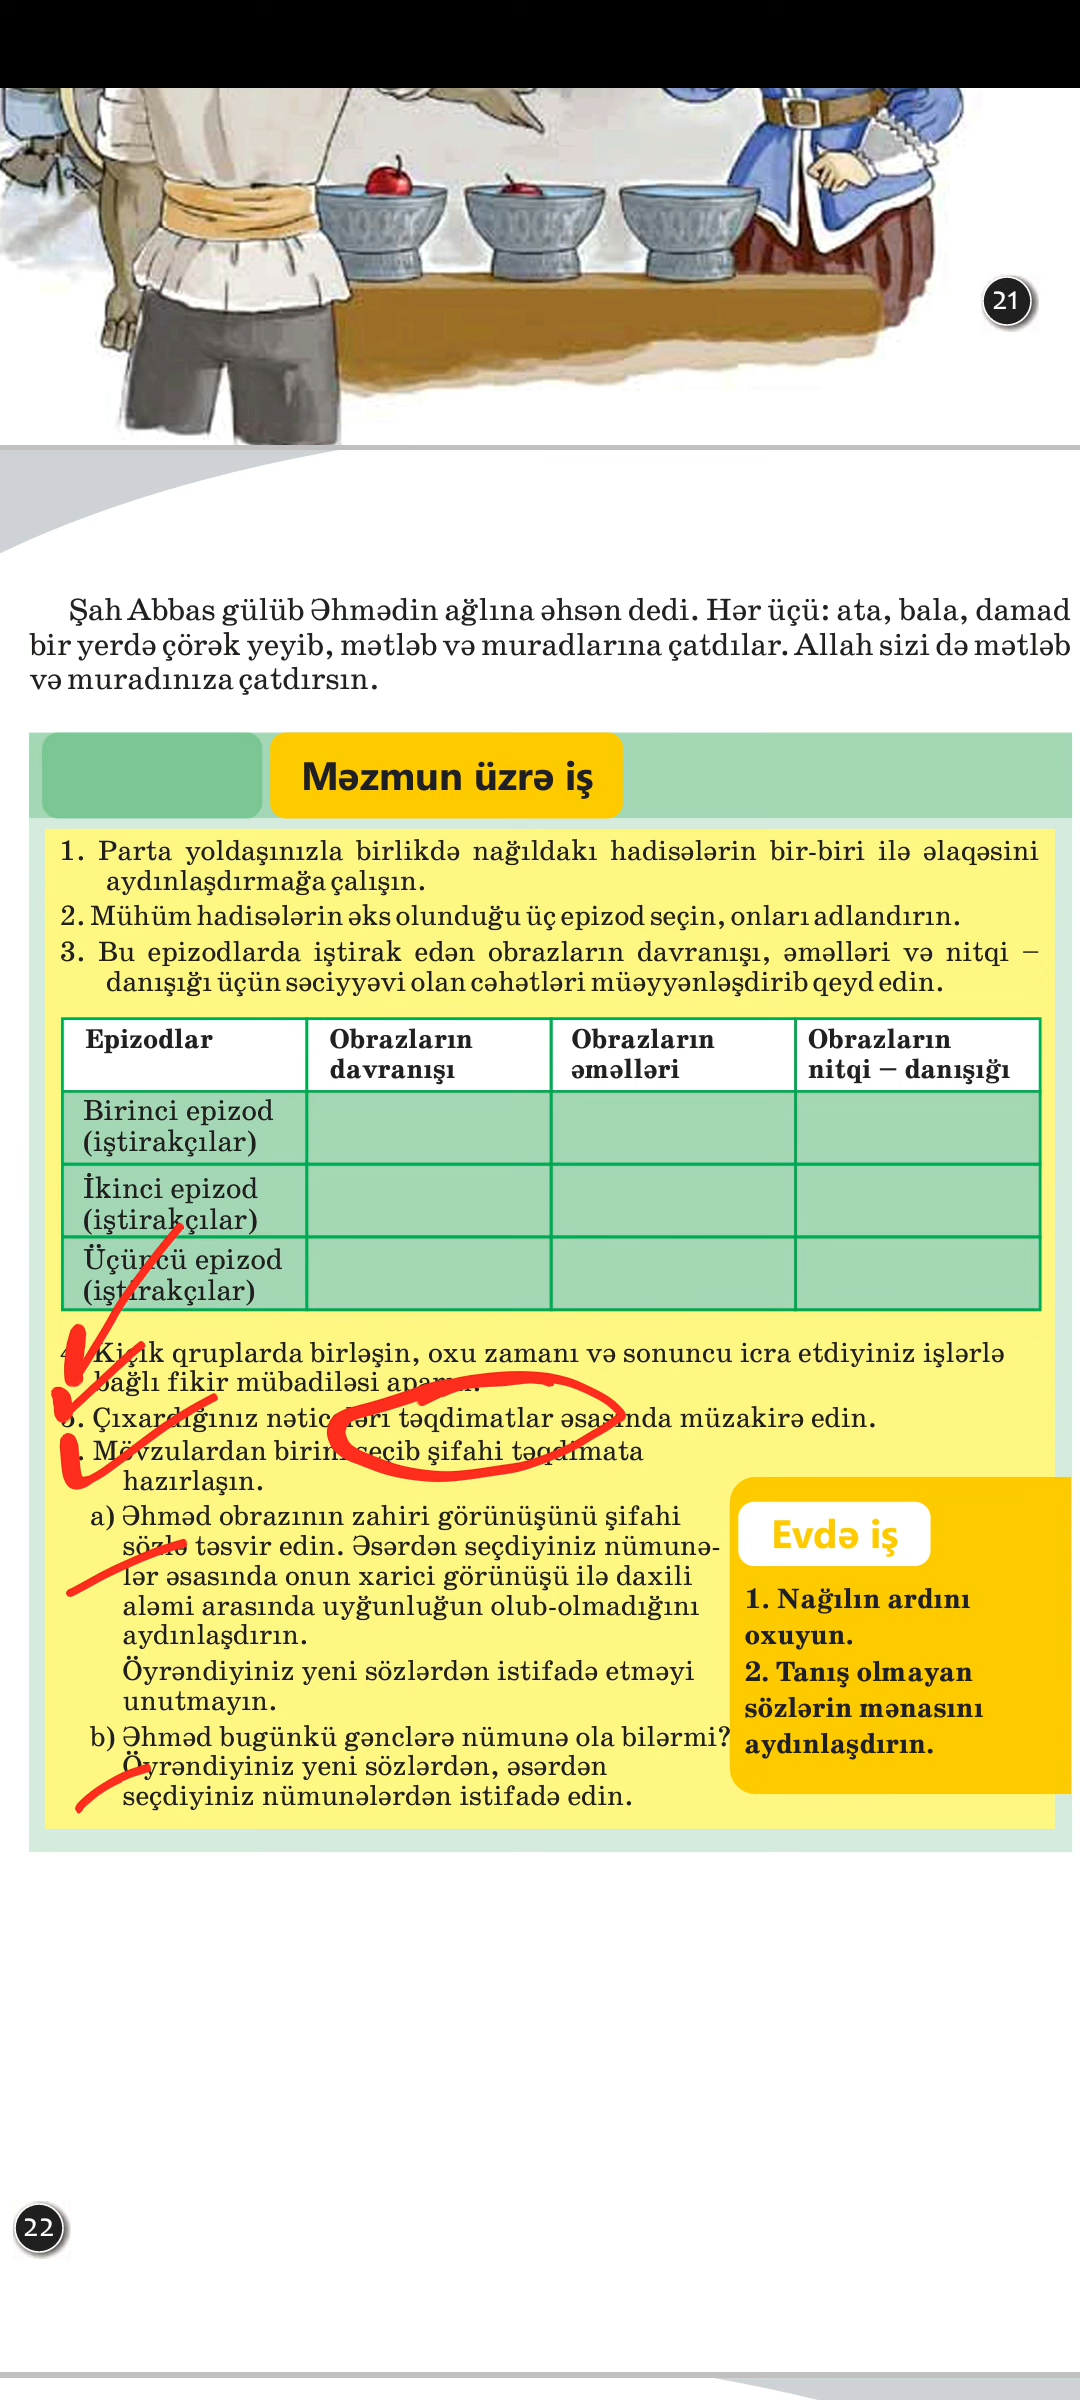 21
Şah Abbas gülüb Əhmədin ağlına əhsən dedi. Hər üçü: ata, bala, damad
bir yerdə çörək yeyib, mətləb və muradlarına çatdılar. Allah sizi də mətləb
və muradınıza çatdırsın.
Məzmun üzrə iş
1. Parta yoldaşınızla birlikdə nağıldakı hadisələrin bir-biri ilə əlaqəsini
aydınlaşdırmağa çalışın.
2. Mühüm hadisələrin əks olunduğu üç epizod seçin, onları adlandırın.
3. Bu epizodlarda iştirak edən obrazların davranışı, əməlləri və nitqi –
danışığı üçün səciyyəvi olan cəhətləri müəyyənləşdirib qeyd edin.
Epizodlar
Obrazların
davranışı
Obrazların
əməlləri
Obrazların
nitqi – danışığı
Birinci epizod
(iştirakçılar)
İkinci epizod
(iştirakçılar)
Üçüncü epizod
(iştirakçılar)
4. Kiçik qruplarda birləşin, oxu zamanı və sonuncu icra etdiyiniz işlərlə
bağlı fikir mübadiləsi aparın.
5. Çıxardığınız nəticələri təqdimatlar əsasında müzakirə edin.
. Mövzulardan birini seçib şifahi təqdimata
hazırlaşın.
a) Əhməd obrazının zahiri görünüşünü şifahi
sözlə təsvir edin. Əsərdən seçdiyiniz nümunə-
lər əsasında onun xarici görünüşü ilə daxili
aləmi arasında uyğunluğun olub-olmadığını
aydınlaşdırın.
Öyrəndiyiniz yeni sözlərdən istifadə etməyi
unutmayın.
b) Əhməd bugünkü gənclərə nümunə ola bilərmi?
Öyrəndiyiniz yeni sözlərdən, əsərdən
seçdiyiniz nümunələrdən istifadə edin.
Evdə iş
1. Nağılın ardını
oxuyun.
2. Tanış olmayan
sözlərin mənasını
aydınlaşdırın.
22